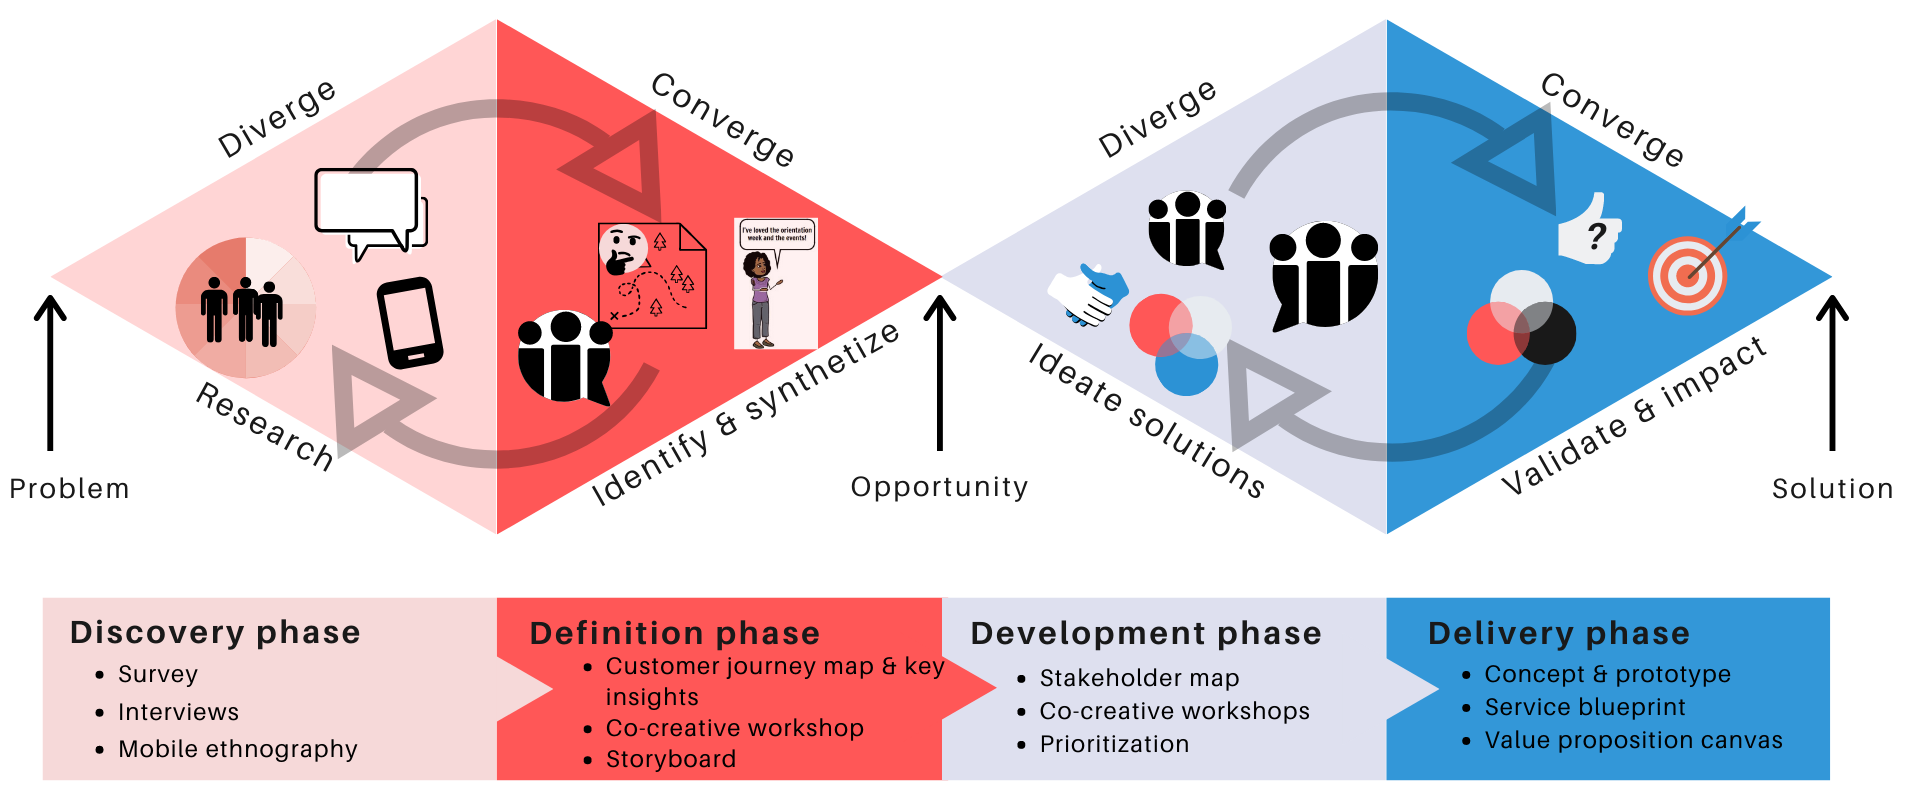 Diverge
Converge
Diverge
Converge
I've loved the orientation
week and the events!
?
Research
Identify & synthetize
Ideate solutions
Validate & impact
Problem
Opportunity
Solution
Discovery phase
• Survey
• Interviews
• Mobile ethnography
Definition phase
• Customer journey map & key
insights
• Co-creative workshop
• Storyboard
Development phase
• Stakeholder map
• Co-creative workshops
• Prioritization
Delivery phase
• Concept & prototype
• Service blueprint
• Value proposition canvas